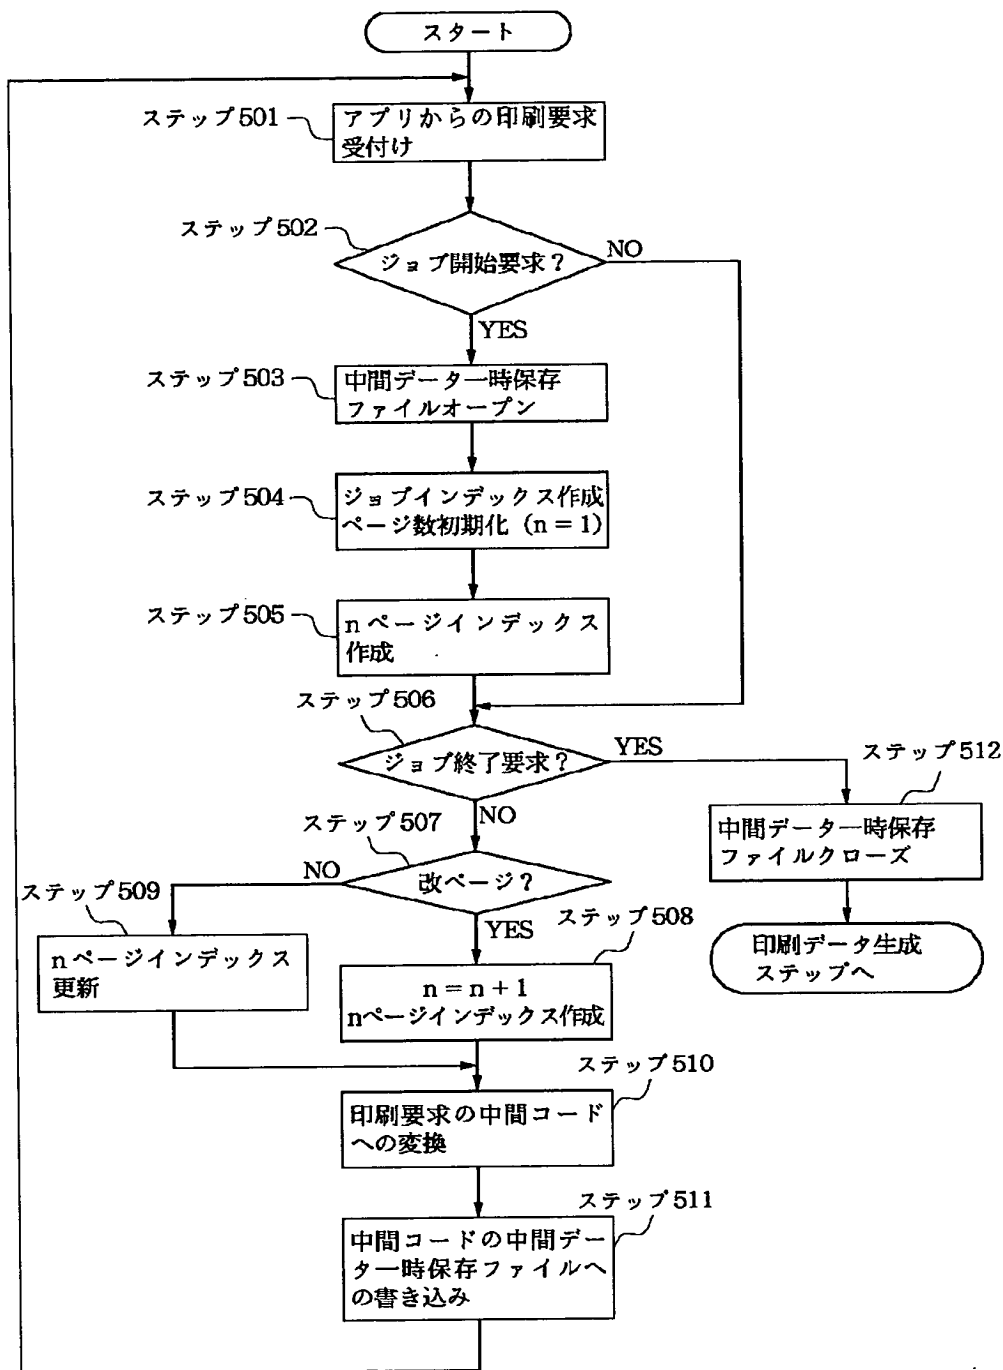 スタート
ステップ501
アプリからの印刷要求
受付け
ステップ502
ジョブ開始要求?
NO
YES
ステップ503
中間データ一時保存
ファイルオープン
ステップ504
ジョブインデックス作成
ページ数初期化 (n = 1)
ステップ505
nページインデックス
作成
ステップ506
ジョブ終了要求?
YES
NO
ステップ512
中間データ一時保存
ファイルクローズ
印刷データ生成
ステップへ
ステップ507
改ページ?
NO
YES
ステップ509
nページインデックス
更新
ステップ508
n = n + 1
nページインデックス作成
ステップ510
印刷要求の中間コード
への変換
ステップ511
中間コードの中間デー
タ一時保存ファイルへ
の書き込み